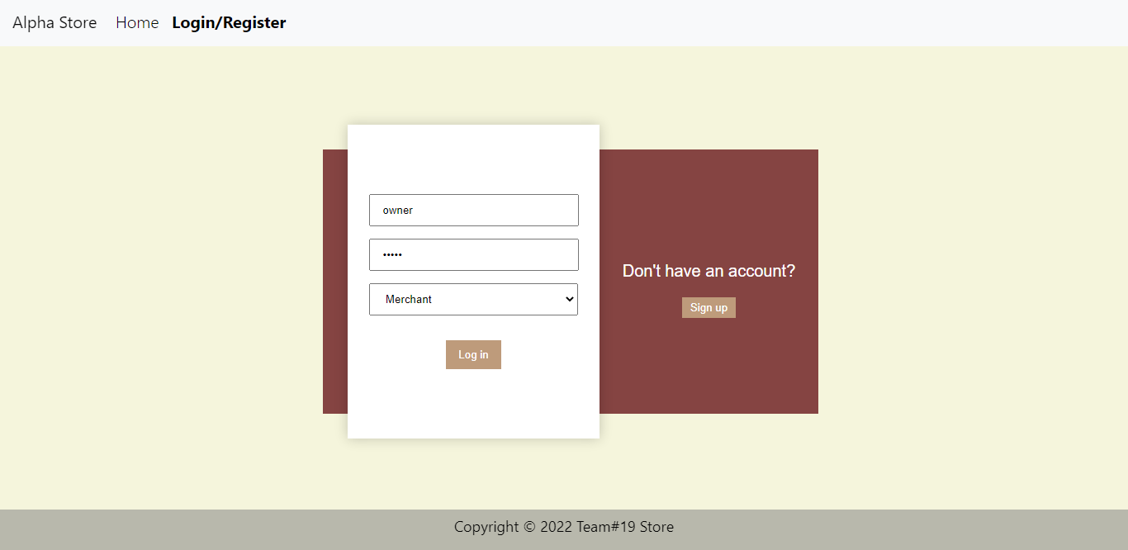 Alpha Store Home Login/Register
owner
•••••
Merchant
Log in
Don't have an account?
Sign up
Copyright © 2022 Team#19 Store